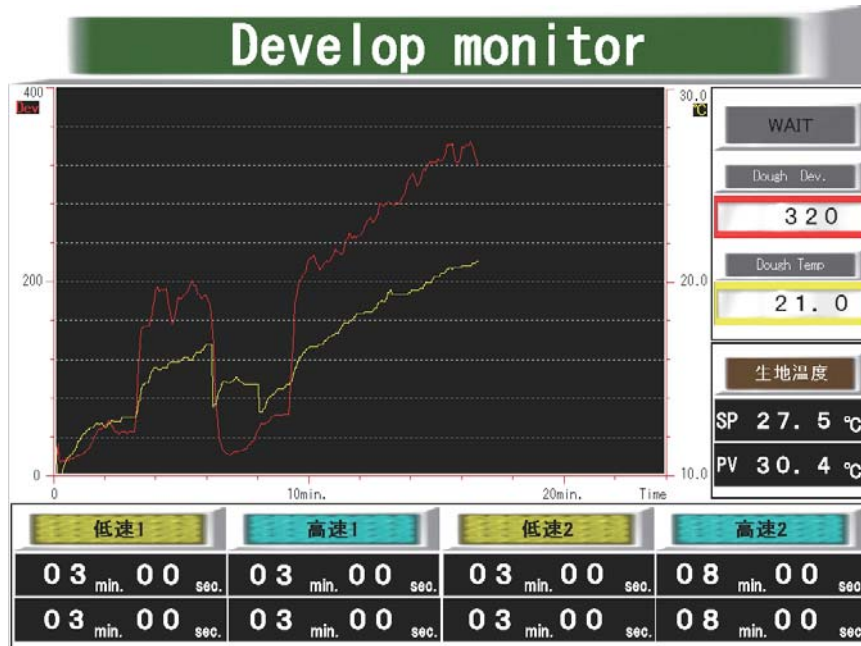 Develop monitor
400
Dev
30.0
℃
WAIT
Dough Dev.
320
200
20.0
Dough Temp
21.0
生地温度
SP 27.5 ℃
PV 30.4 ℃
0
10.0
0 10min. 20min. Time
低速1 高速1 低速2 高速2
03 min. 00 sec. 03 min. 00 sec. 03 min. 00 sec. 08 min. 00 sec.
03 min. 00 sec. 03 min. 00 sec. 03 min. 00 sec. 08 min. 00 sec.